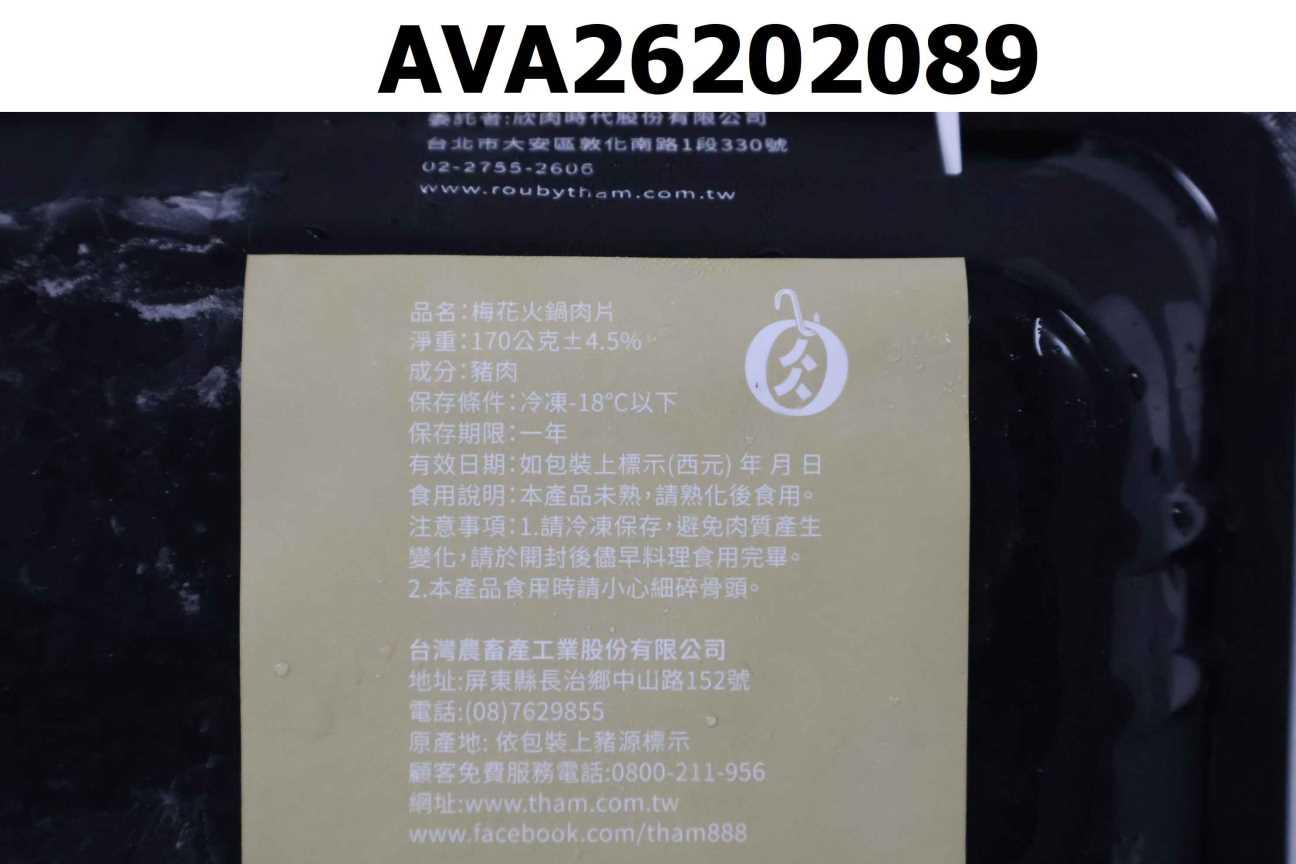 AVA26202089
委託者:欣肉時代股份有限公司
台北市大安區敦化南路1段330號
02-2755-2606
www.roubytham.com.tw
品名:梅花火鍋肉片
淨重:170公克±4.5%
成分:豬肉
保存條件:冷凍-18°C以下
保存期限:一年
有效日期:如包裝上標示(西元) 年 月 日
食用說明:本產品未熟,請熟化後食用。
注意事項:1.請冷凍保存,避免肉質產生
變化,請於開封後儘早料理食用完畢。
2.本產品食用時請小心細碎骨頭。
台灣農畜產工業股份有限公司
地址:屏東縣長治鄉中山路152號
電話:(08)7629855
原產地: 依包裝上豬源標示
顧客免費服務電話:0800-211-956
網址:www.tham.com.tw
www.facebook.com/tham888